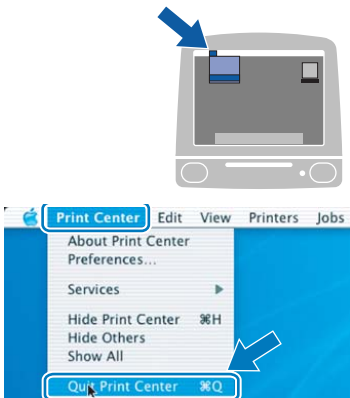 Print Center Edit View Printers Jobs
About Print Center
Preferences...
Services
Hide Print Center ⌘H
Hide Others
Show All
Quit Print Center ⌘Q